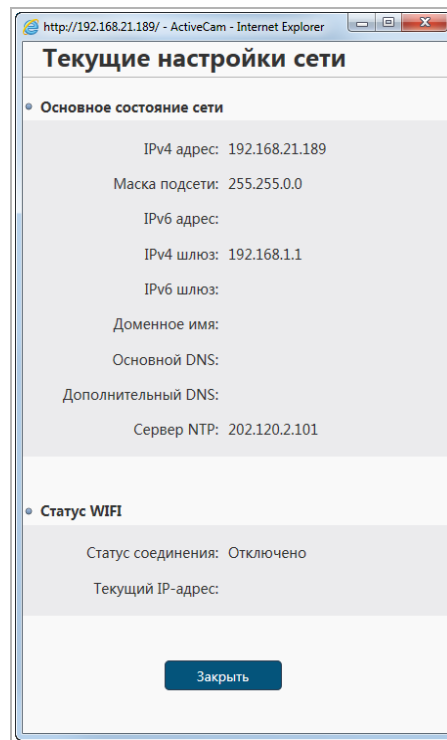 http://192.168.21.189/ - ActiveCam - Internet Explorer
Текущие настройки сети
Основное состояние сети
IPv4 адрес: 192.168.21.189
Маска подсети: 255.255.0.0
IPv6 адрес:
IPv4 шлюз: 192.168.1.1
IPv6 шлюз:
Доменное имя:
Основной DNS:
Дополнительный DNS:
Сервер NTP: 202.120.2.101
Статус WIFI
Статус соединения: Отключено
Текущий IP-адрес:
Закрыть